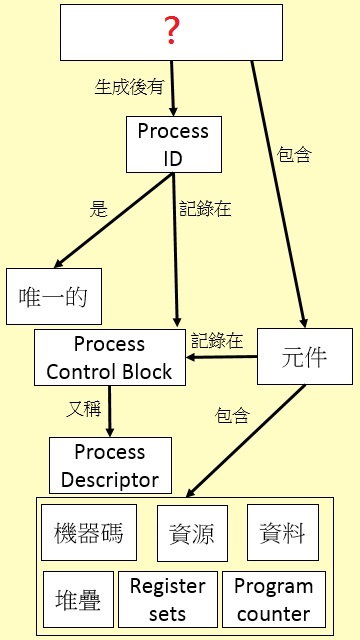 ?
生成後有
Process
ID
包含
是
記錄在
唯一的
Process
Control Block
記錄在
元件
又稱
包含
Process
Descriptor
機器碼
資源
資料
堆疊
Register
sets
Program
counter